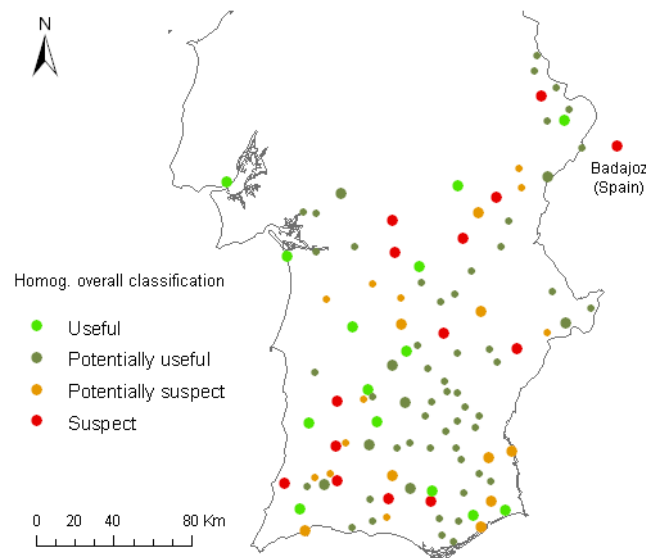 N
Badajoz
(Spain)
Homog. overall classification
Useful
Potentially useful
Potentially suspect
Suspect
0 20 40 80 Km